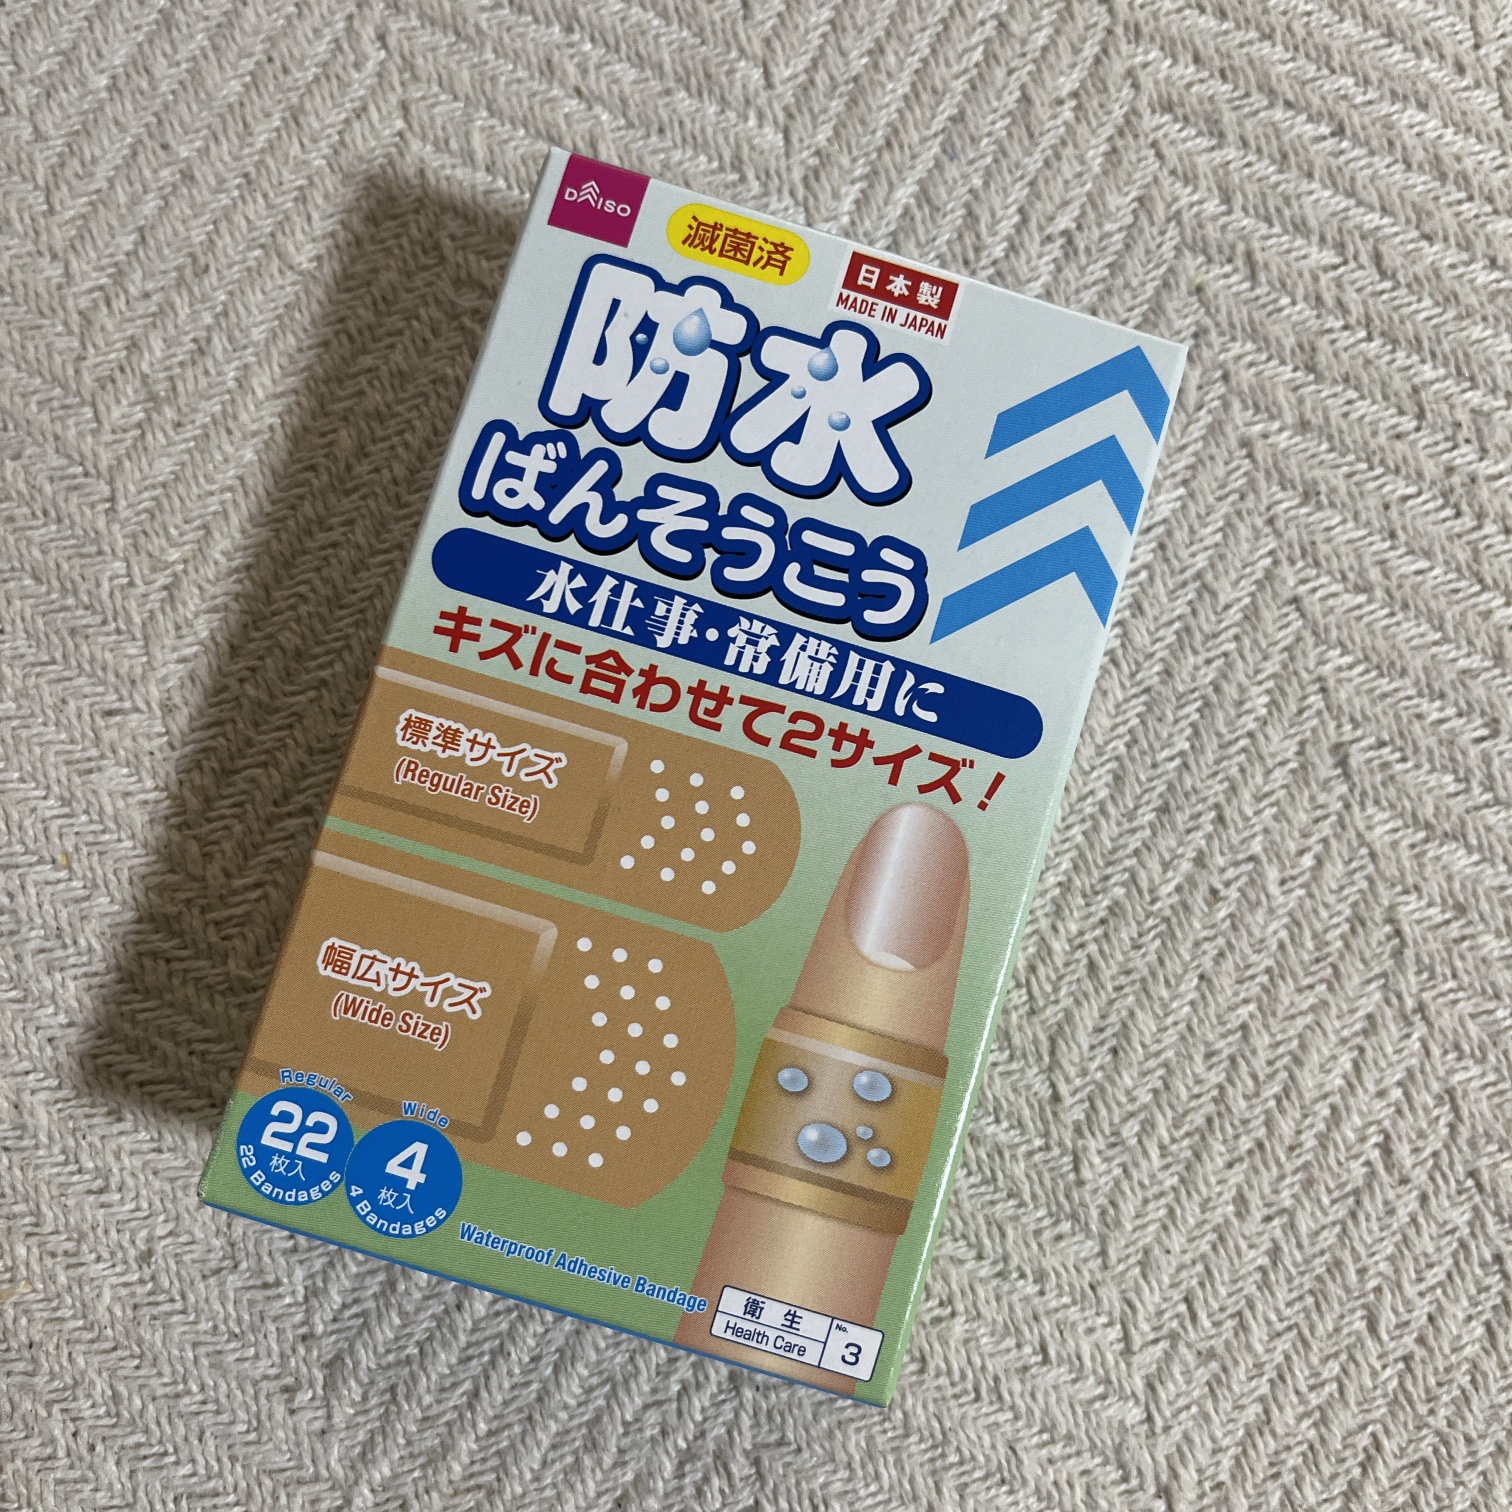 DAISO
滅菌済
日本製
MADE IN JAPAN
防水
ばんそうこう
水仕事・常備用に
キズに合わせて2サイズ！
標準サイズ
(Regular Size)
幅広サイズ
(Wide Size)
Regular
22
枚入
22 Bandages
Wide
4
枚入
4 Bandages
Waterproof Adhesive Bandage
衛生
Health Care
No.
3